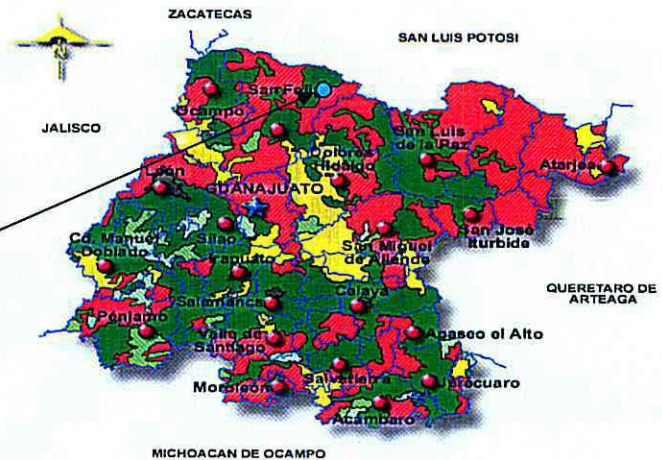 ZACATECAS
SAN LUIS POTOSI
N
San Felipe
Ocampo
JALISCO
San Luis
de la Paz
Dolores
Hidalgo
Atarjea
León
GUANAJUATO
Silao
San José
Iturbide
Cd. Manuel
Doblado
San Miguel
de Allende
Irapuato
QUERETARO DE
ARTEAGA
Salamanca
Celaya
Pénjamo
Valle de
Santiago
Apaseo el Alto
Moroleón
Salvatierra
Jerécuaro
Acámbaro
MICHOACAN DE OCAMPO